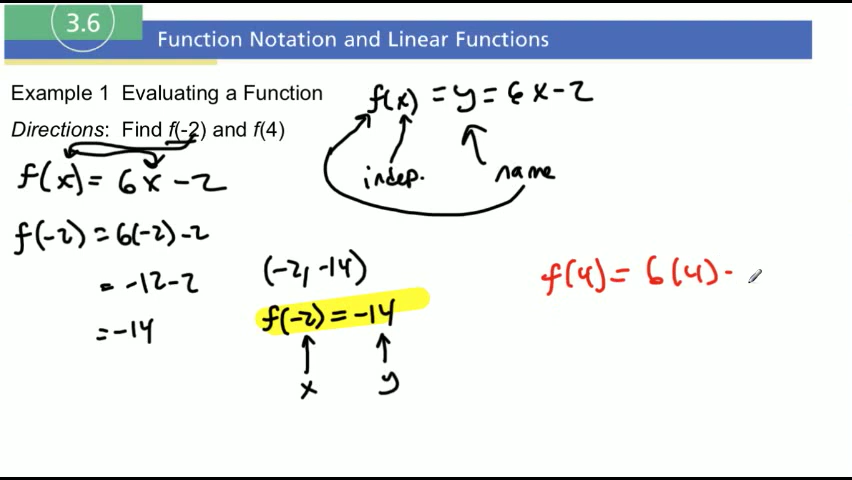 3.6
Function Notation and Linear Functions
Example 1 Evaluating a Function
Directions: Find f(-2) and f(4)
f(x) = y = 6x - 2
indep.
name
f(x) = 6x - 2
f(-2) = 6(-2) - 2
= -12 - 2
= -14
(-2, -14)
f(-2) = -14
x
y
f(4) = 6(4) -